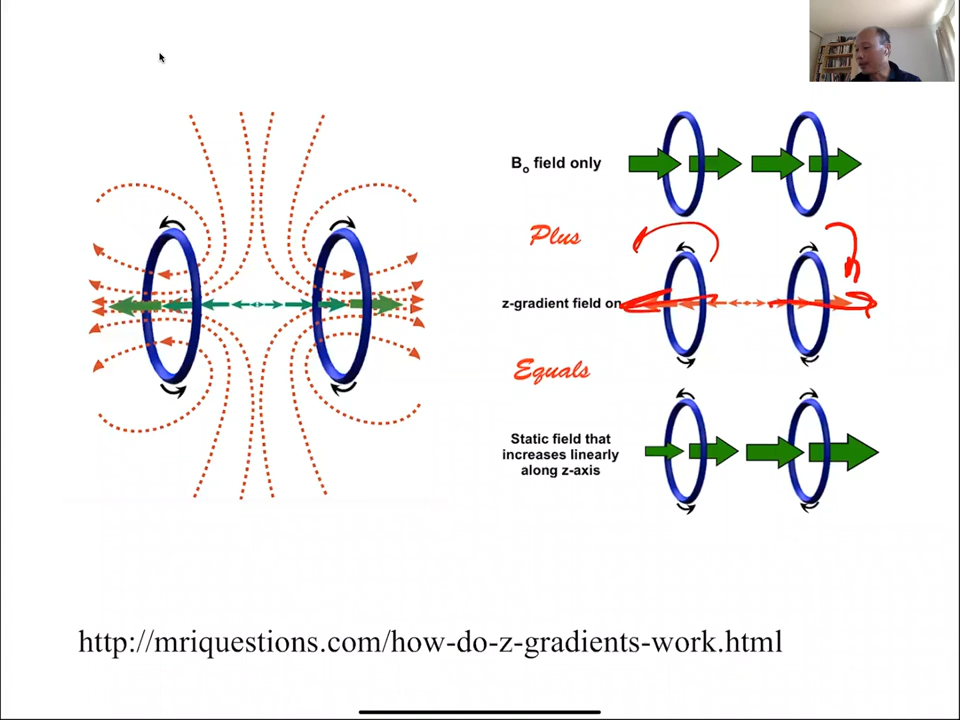 B₀ field only
Plus
z-gradient field on
Equals
Static field that
increases linearly
along z-axis
http://mriquestions.com/how-do-z-gradients-work.html